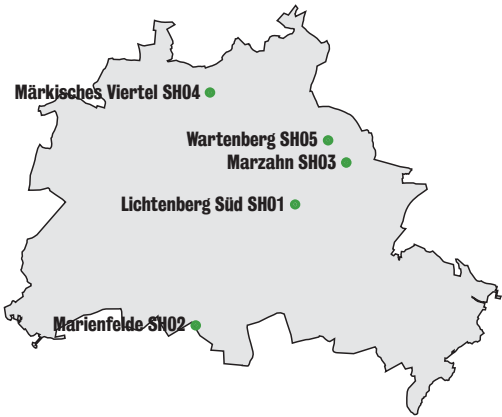 Märkisches Viertel SH04
Wartenberg SH05
Marzahn SH03
Lichtenberg Süd SH01
Marienfelde SH02